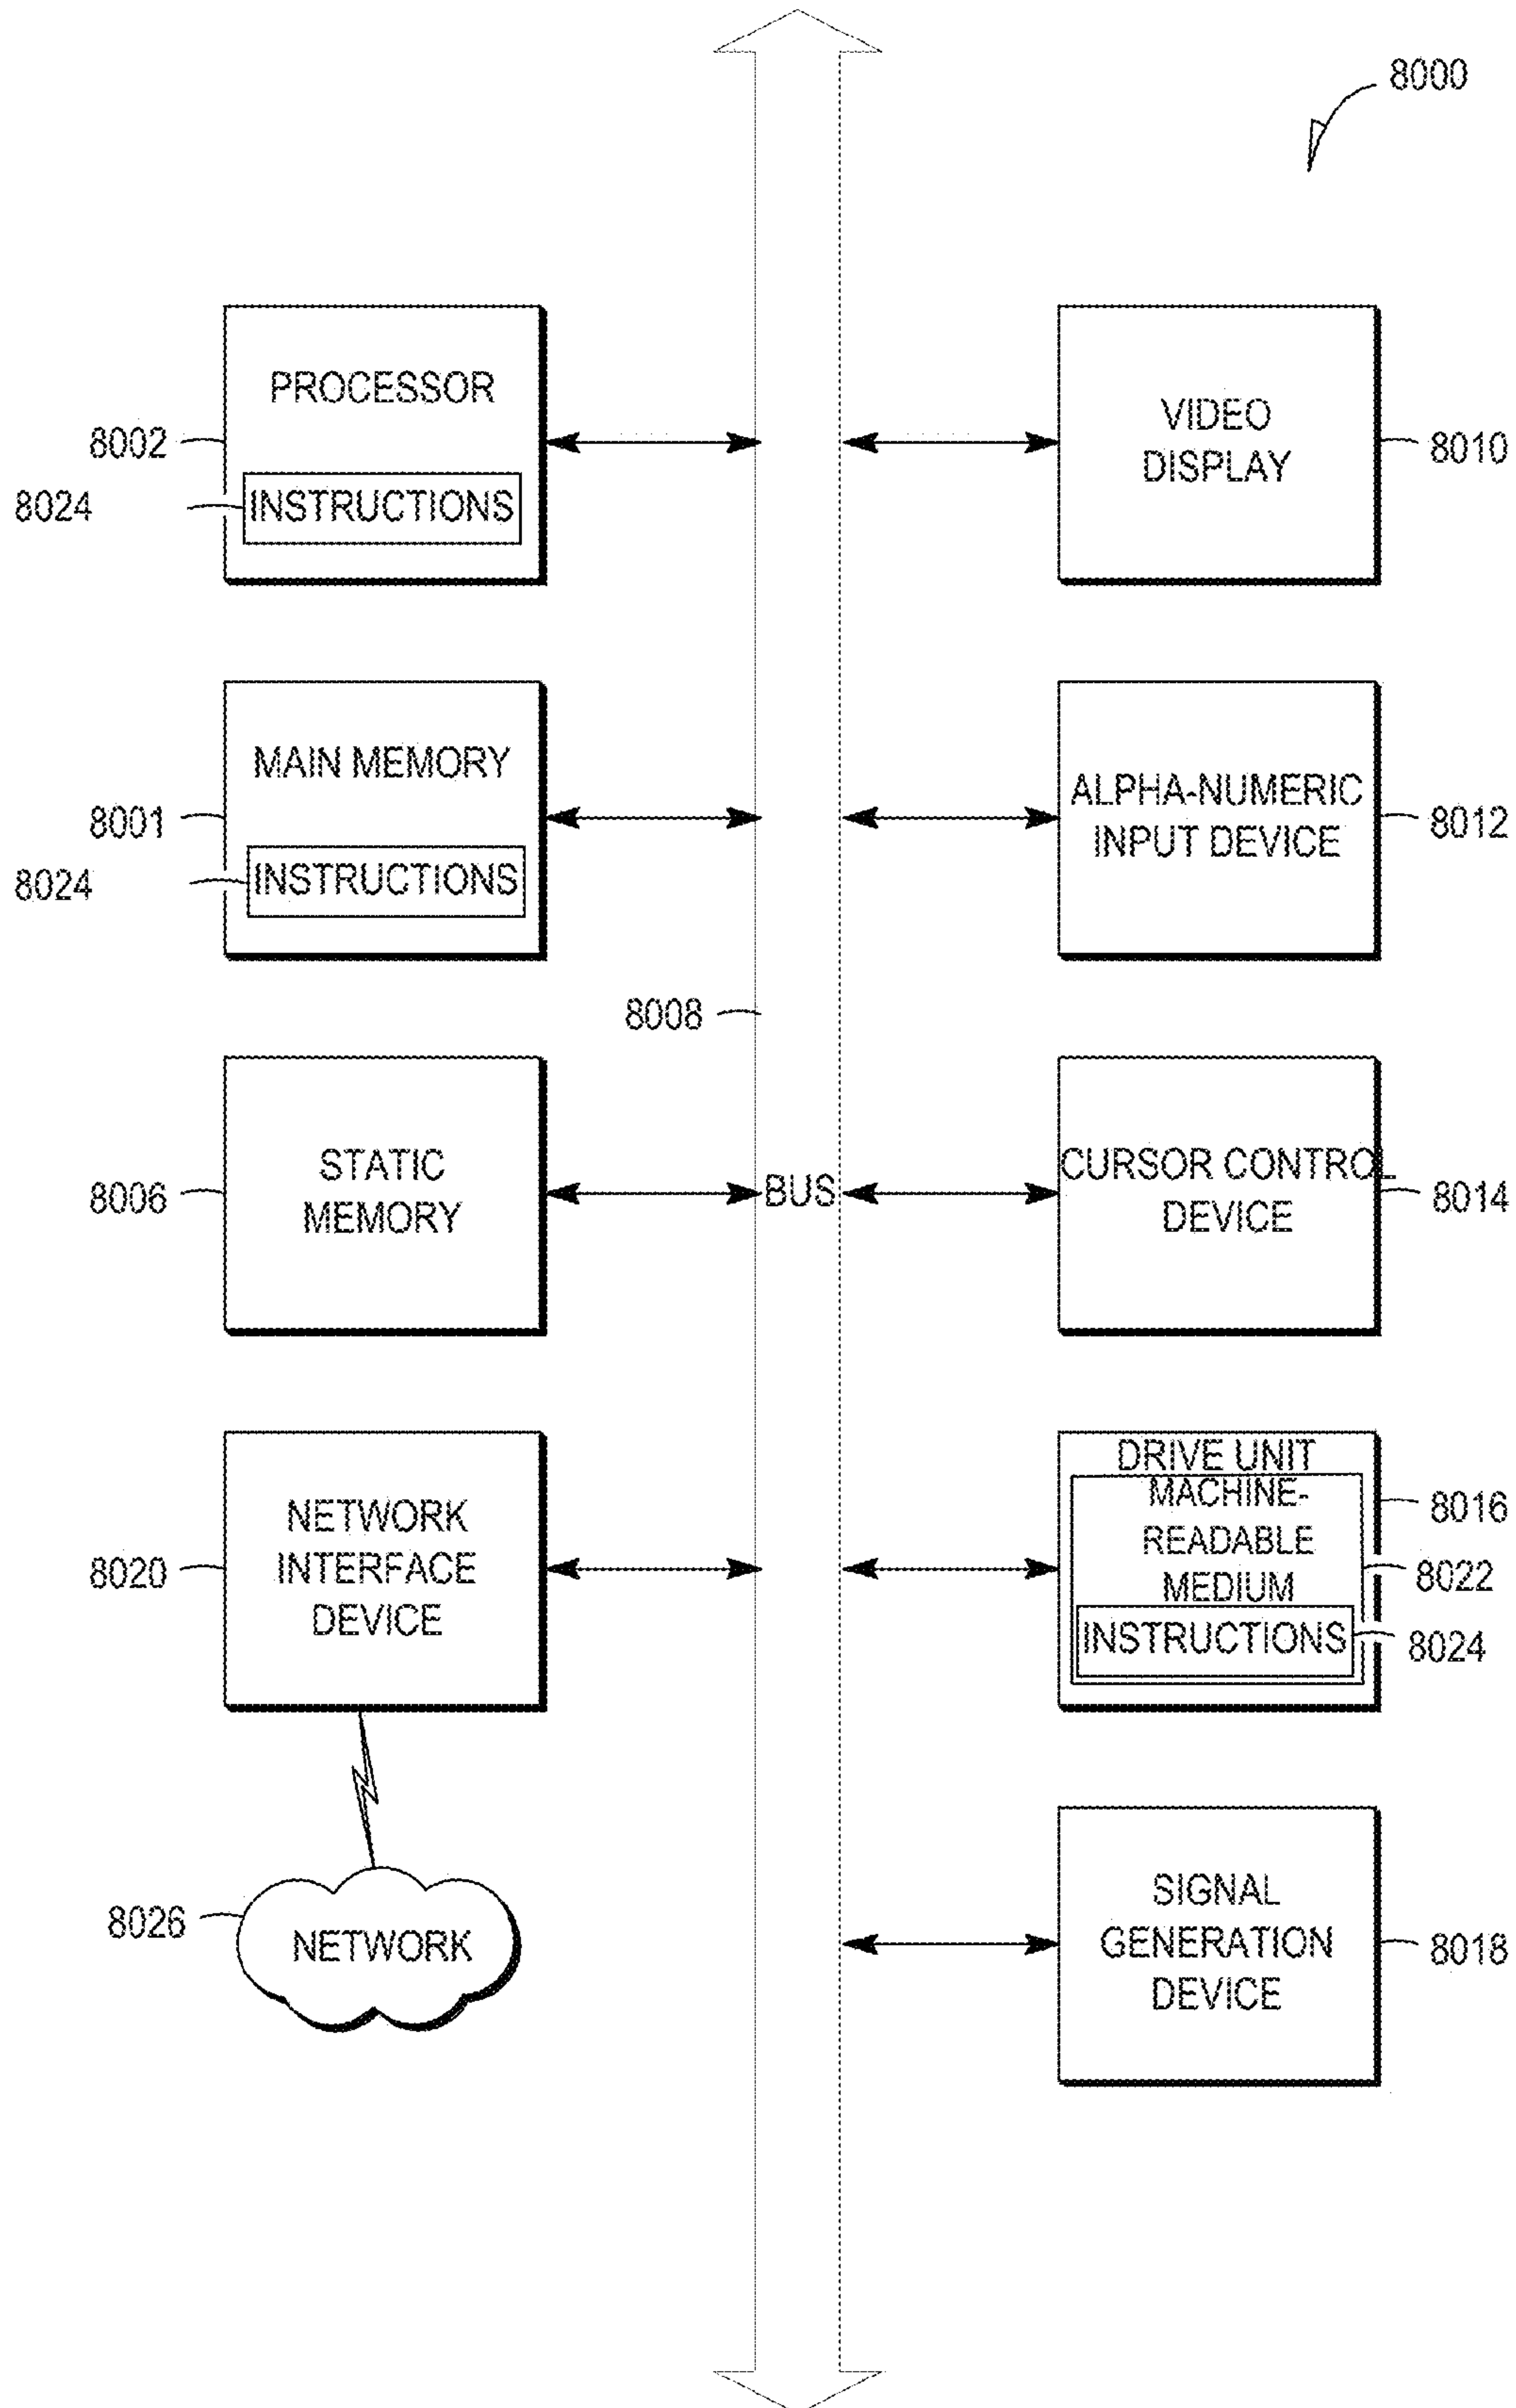 8000
PROCESSOR
8002
8024
INSTRUCTIONS
VIDEO
DISPLAY
8010
MAIN MEMORY
8001
8024
INSTRUCTIONS
ALPHA-NUMERIC
INPUT DEVICE
8012
8008
STATIC
MEMORY
8006
BUS
CURSOR CONTROL
DEVICE
8014
NETWORK
INTERFACE
DEVICE
8020
DRIVE UNIT
MACHINE-
READABLE
MEDIUM
INSTRUCTIONS
8016
8022
8024
8026
NETWORK
SIGNAL
GENERATION
DEVICE
8018